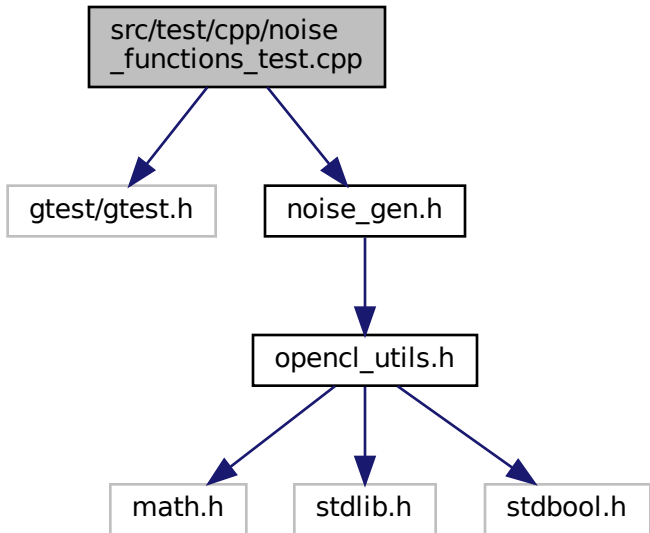 src/test/cpp/noise
_functions_test.cpp
gtest/gtest.h
noise_gen.h
opencl_utils.h
math.h
stdlib.h
stdbool.h